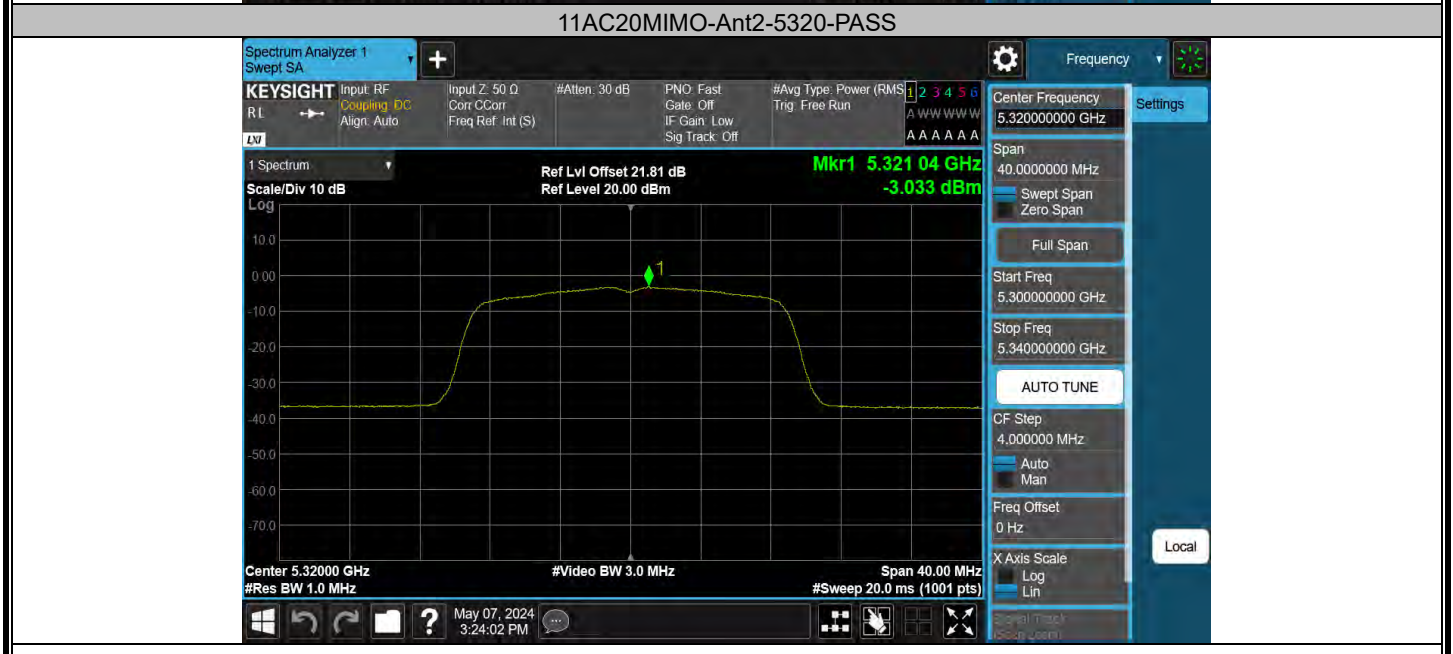 11AC20MIMO-Ant2-5320-PASS
Spectrum Analyzer 1
Swept SA
Frequency
KEYSIGHT
RL
LXI
Input: RF
Coupling: DC
Align: Auto
Input Z: 50 Ω
Corr CCorr
Freq Ref: Int (S)
#Atten: 30 dB
PNO: Fast
Gate: Off
IF Gain: Low
Sig Track: Off
#Avg Type: Power (RMS
Trig: Free Run
1 2 3 4 5 6
A W W W W W
A A A A A A
1 Spectrum
Scale/Div 10 dB
Log
Ref Lvl Offset 21.81 dB
Ref Level 20.00 dBm
Mkr1 5.321 04 GHz
-3.033 dBm
1
10.0
0.00
-10.0
-20.0
-30.0
-40.0
-50.0
-60.0
-70.0
Center 5.32000 GHz
#Res BW 1.0 MHz
#Video BW 3.0 MHz
Span 40.00 MHz
#Sweep 20.0 ms (1001 pts)
May 07, 2024
3:24:02 PM
Center Frequency
5.320000000 GHz
Settings
Span
40.0000000 MHz
Swept Span
Zero Span
Full Span
Start Freq
5.300000000 GHz
Stop Freq
5.340000000 GHz
AUTO TUNE
CF Step
4.000000 MHz
Auto
Man
Freq Offset
0 Hz
X Axis Scale
Log
Lin
Local
Signal Track
(Span Zoom)